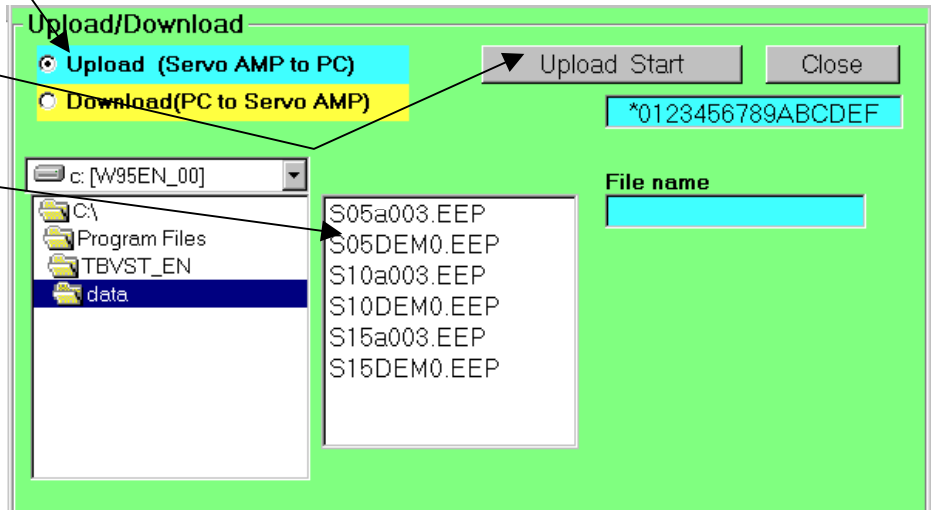 Upload/Download
Upload (Servo AMP to PC)
Upload Start
Close
Download(PC to Servo AMP)
*0123456789ABCDEF
c: [W95EN_00]
File name
C:\
Program Files
TBVST_EN
data
S05a003.EEP
S05DEM0.EEP
S10a003.EEP
S10DEM0.EEP
S15a003.EEP
S15DEM0.EEP